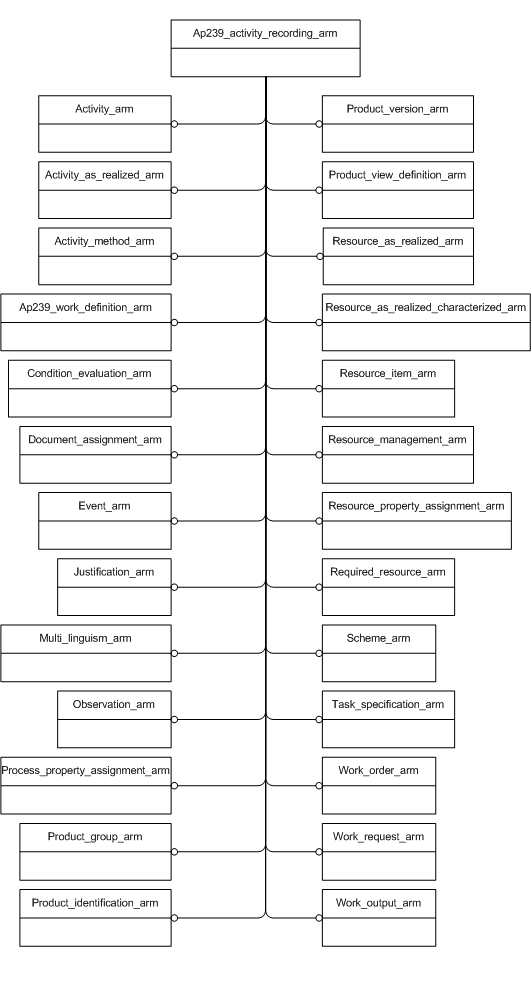 Ap239_activity_recording_arm
Activity_arm
Product_version_arm
Activity_as_realized_arm
Product_view_definition_arm
Activity_method_arm
Resource_as_realized_arm
Ap239_work_definition_arm
Resource_as_realized_characterized_arm
Condition_evaluation_arm
Resource_item_arm
Document_assignment_arm
Resource_management_arm
Event_arm
Resource_property_assignment_arm
Justification_arm
Required_resource_arm
Multi_linguism_arm
Scheme_arm
Observation_arm
Task_specification_arm
Process_property_assignment_arm
Work_order_arm
Product_group_arm
Work_request_arm
Product_identification_arm
Work_output_arm